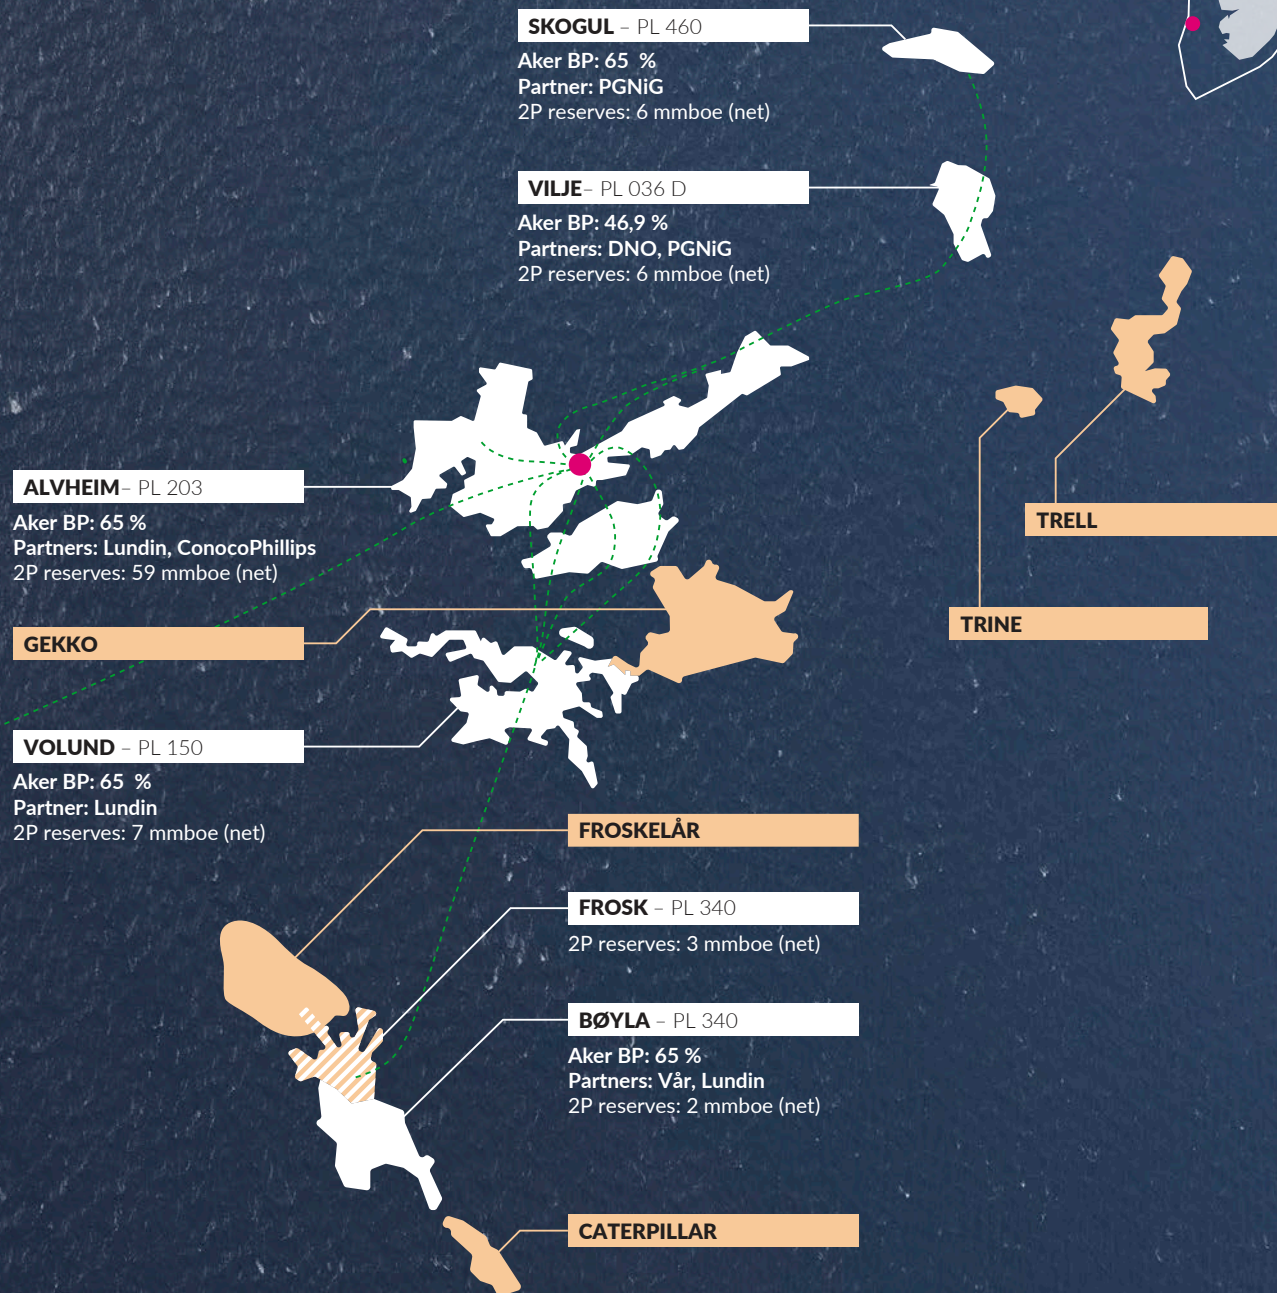 SKOGUL – PL 460
Aker BP: 65 %
Partner: PGNiG
2P reserves: 6 mmboe (net)
VILJE– PL 036 D
Aker BP: 46,9 %
Partners: DNO, PGNiG
2P reserves: 6 mmboe (net)
ALVHEIM– PL 203
Aker BP: 65 %
Partners: Lundin, ConocoPhillips
2P reserves: 59 mmboe (net)
TRELL
TRINE
GEKKO
VOLUND – PL 150
Aker BP: 65 %
Partner: Lundin
2P reserves: 7 mmboe (net)
FROSKELÅR
FROSK – PL 340
2P reserves: 3 mmboe (net)
BØYLA – PL 340
Aker BP: 65 %
Partners: Vår, Lundin
2P reserves: 2 mmboe (net)
CATERPILLAR